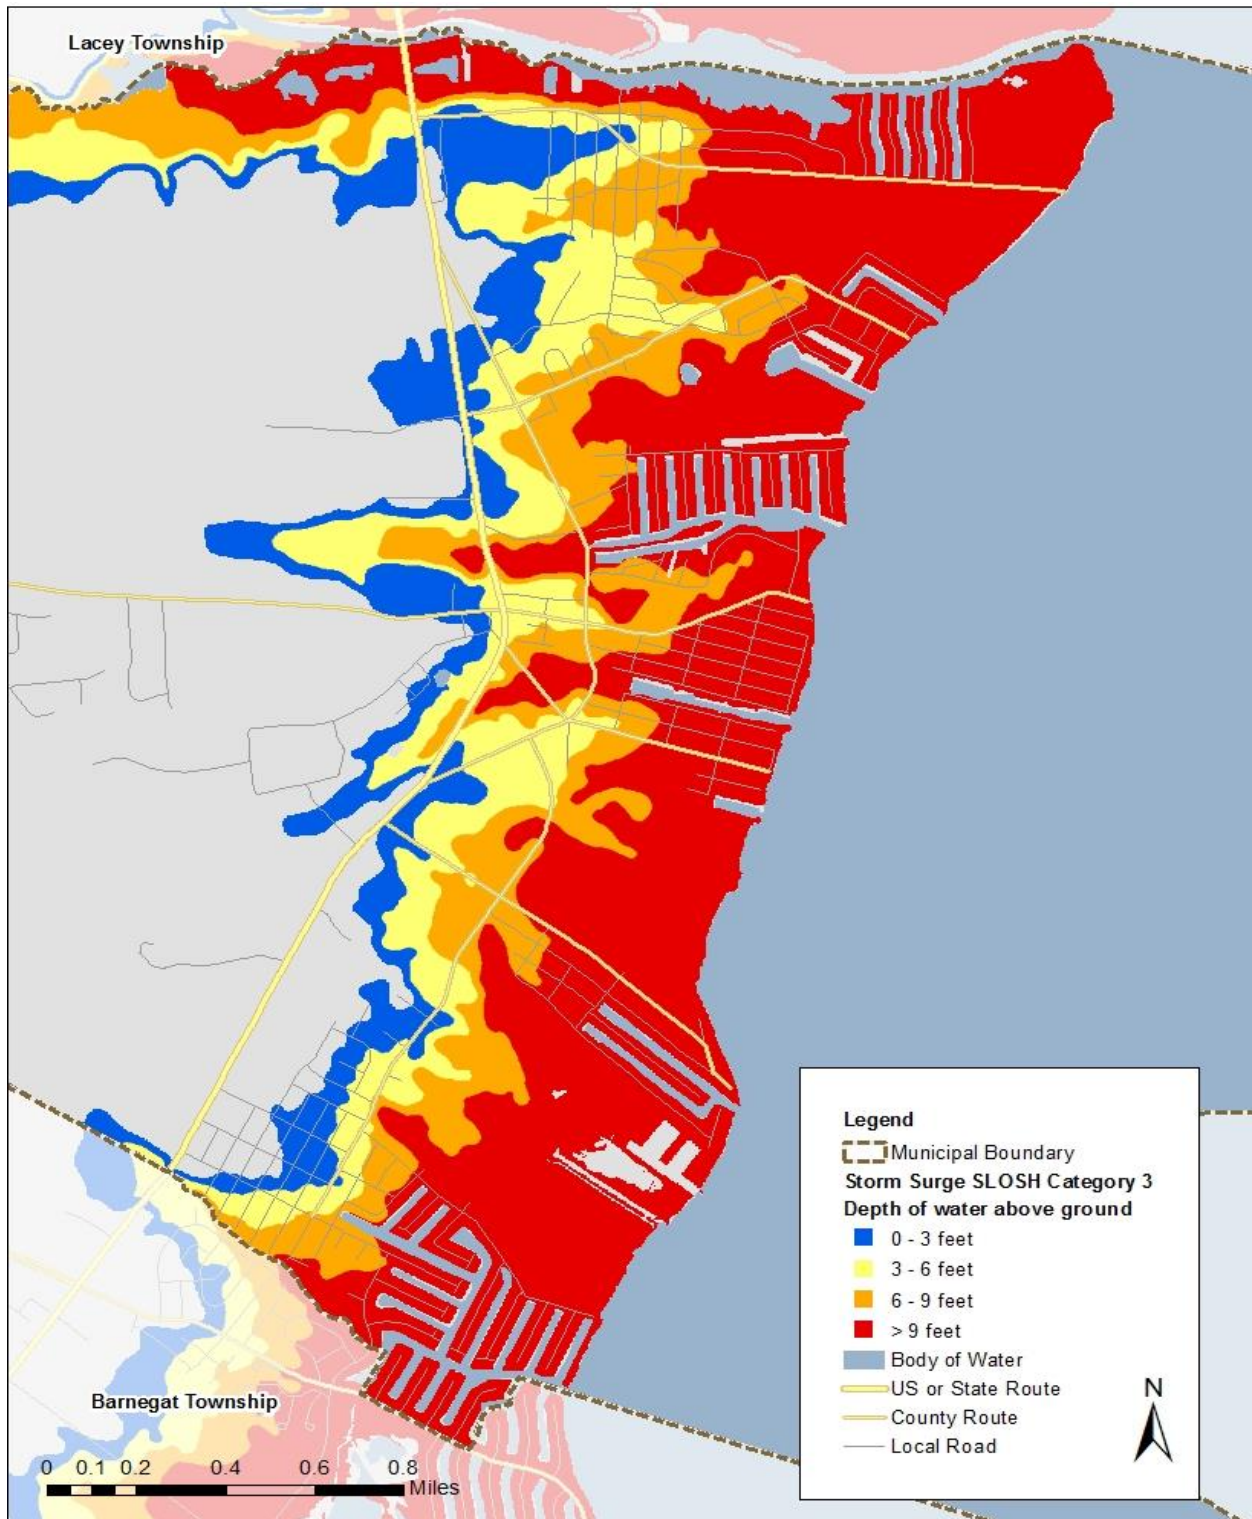 Lacey Township
Legend
Municipal Boundary
Storm Surge SLOSH Category 3
Depth of water above ground
0 - 3 feet
3 - 6 feet
6 - 9 feet
> 9 feet
Body of Water
US or State Route
County Route
Local Road
N
Barnegat Township
0 0.1 0.2 0.4 0.6 0.8
Miles